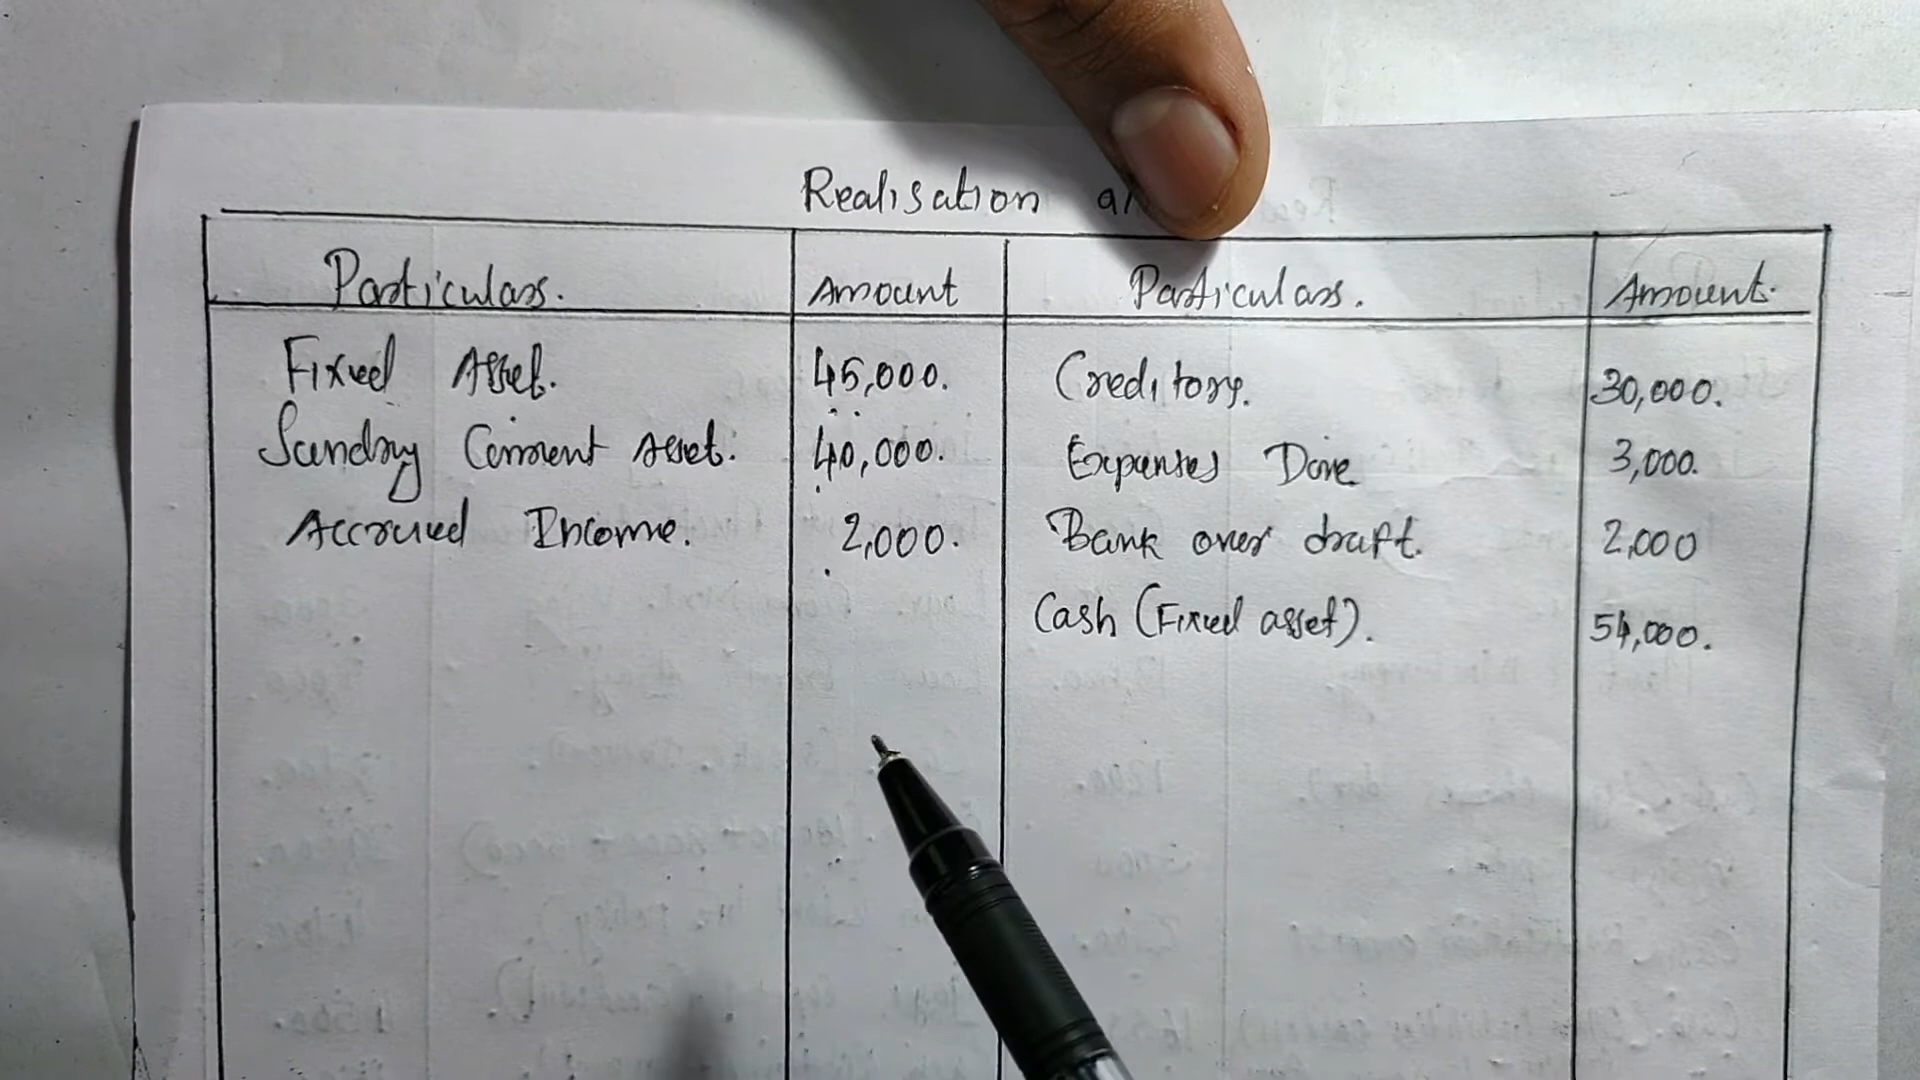 Realisation a/
Particulars. Amount Particulars. Amount.
Fixed Asset. 45,000. Creditors. 30,000.
Sundry Current Asset. 40,000. Expenses Due 3,000.
Accrued Income. 2,000. Bank over draft. 2,000
Cash (Fixed asset). 54,000.